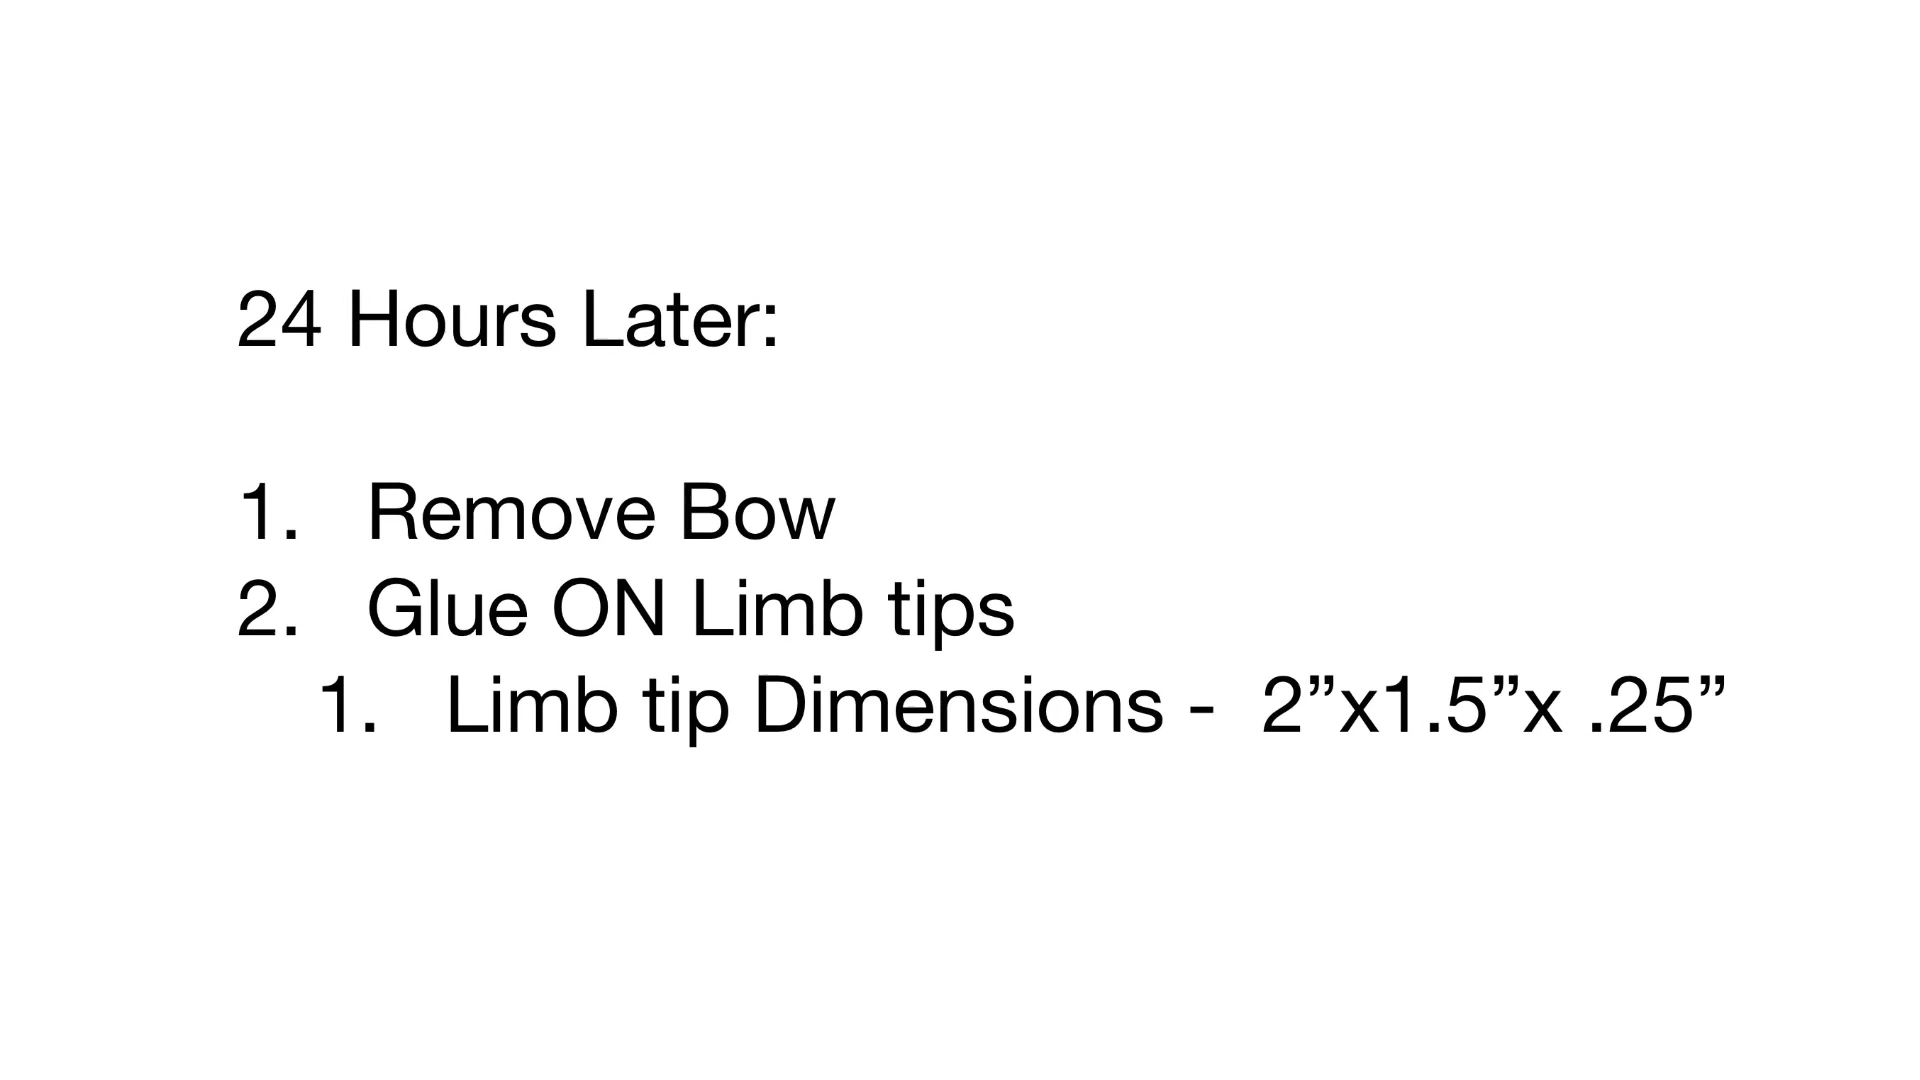 24 Hours Later:
1. Remove Bow
2. Glue ON Limb tips
1. Limb tip Dimensions - 2”x1.5”x .25”